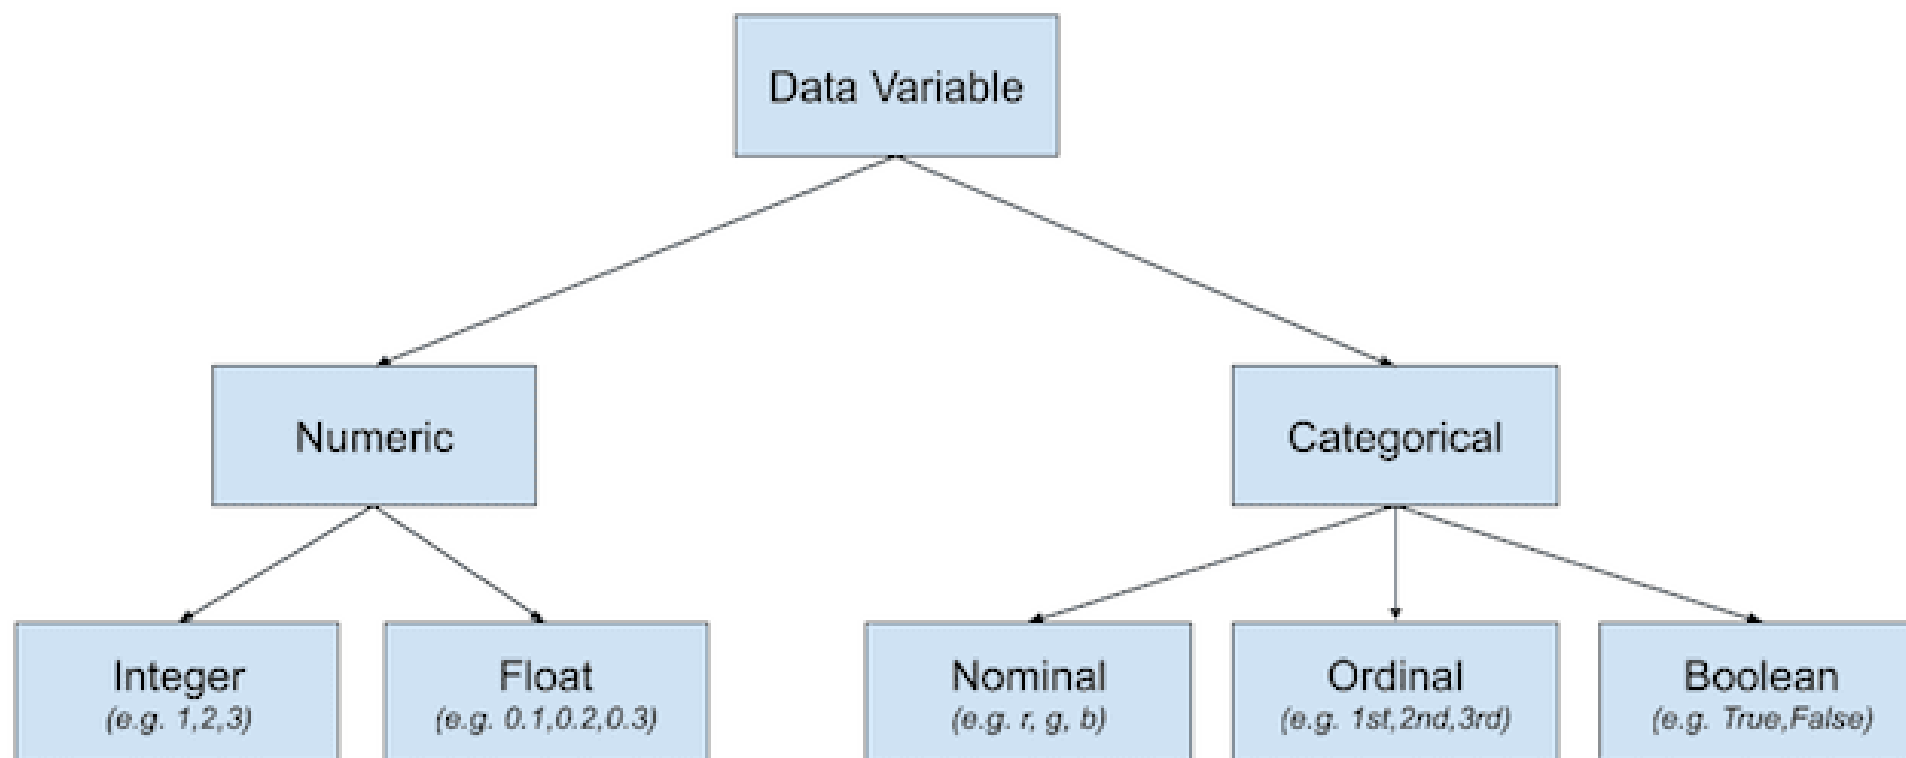 Data Variable
Numeric
Categorical
Integer
(e.g. 1,2,3)
Float
(e.g. 0.1,0.2,0.3)
Nominal
(e.g. r, g, b)
Ordinal
(e.g. 1st,2nd,3rd)
Boolean
(e.g. True,False)